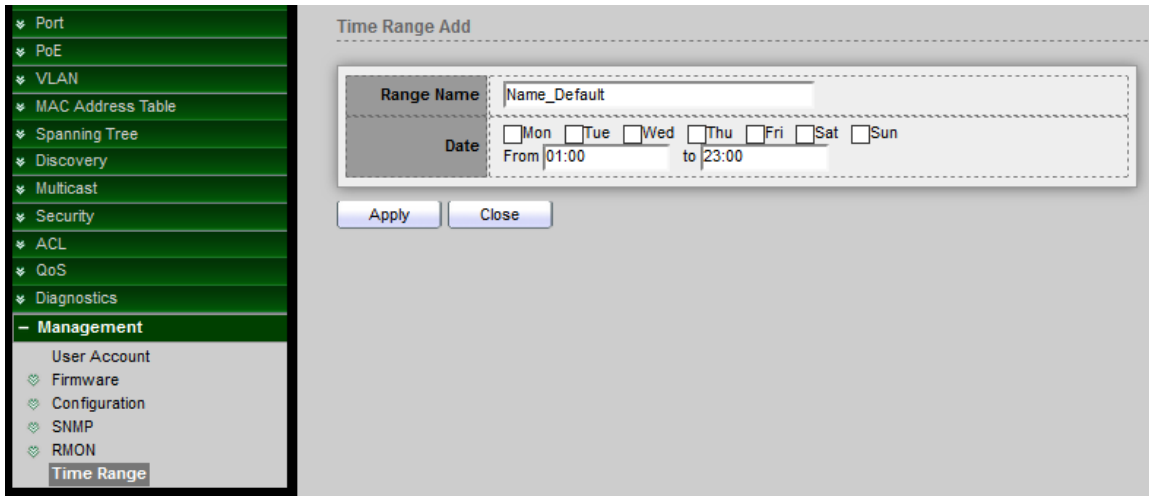 Port
PoE
VLAN
MAC Address Table
Spanning Tree
Discovery
Multicast
Security
ACL
QoS
Diagnostics
Management
User Account
Firmware
Configuration
SNMP
RMON
Time Range
Time Range Add
Range Name Name_Default
Date Mon Tue Wed Thu Fri Sat Sun
From 01:00 to 23:00
Apply Close